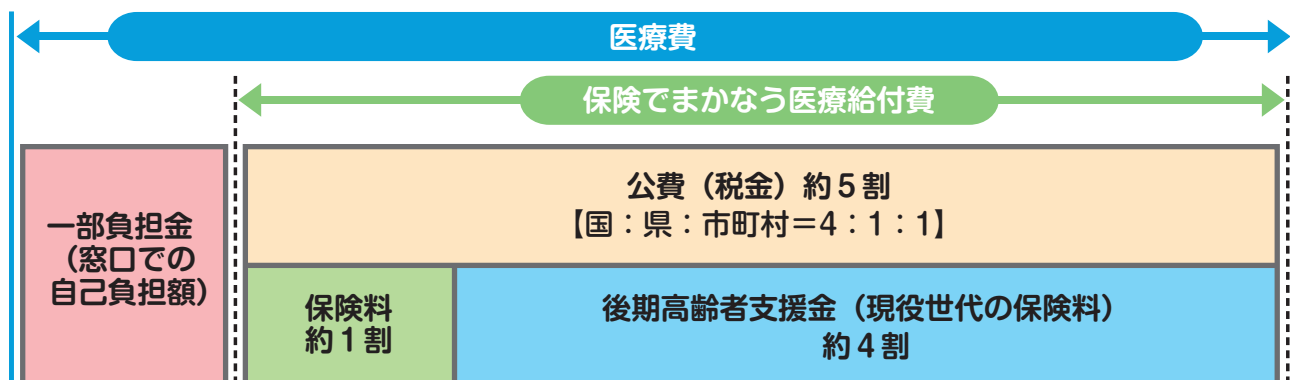 医療費
保険でまかなう医療給付費
一部負担金
（窓口での
自己負担額）
公費（税金）約５割
【国：県：市町村＝4：1：1】
保険料
約１割
後期高齢者支援金（現役世代の保険料）
約４割